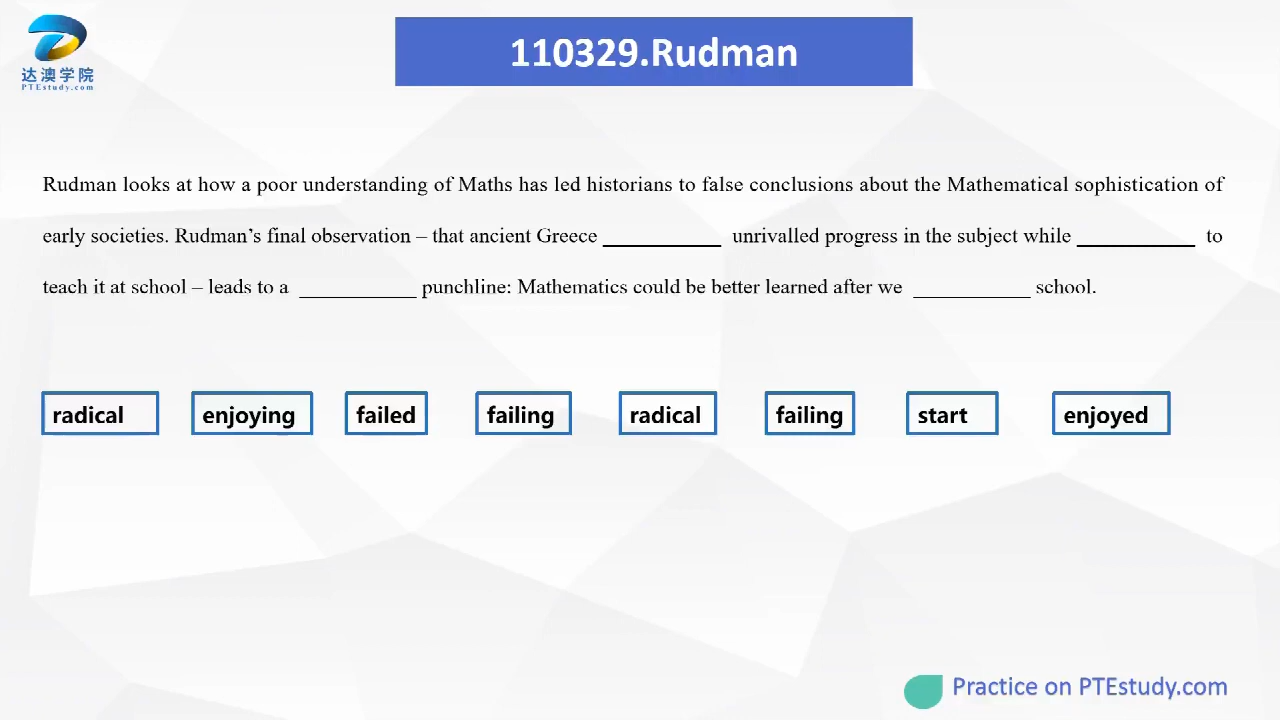 达澳学院
PTEstudy.com
110329.Rudman
Rudman looks at how a poor understanding of Maths has led historians to false conclusions about the Mathematical sophistication of
early societies. Rudman’s final observation – that ancient Greece ___________ unrivalled progress in the subject while ___________ to
teach it at school – leads to a ___________ punchline: Mathematics could be better learned after we ___________ school.
radical enjoying failed failing radical failing start enjoyed
Practice on PTEstudy.com